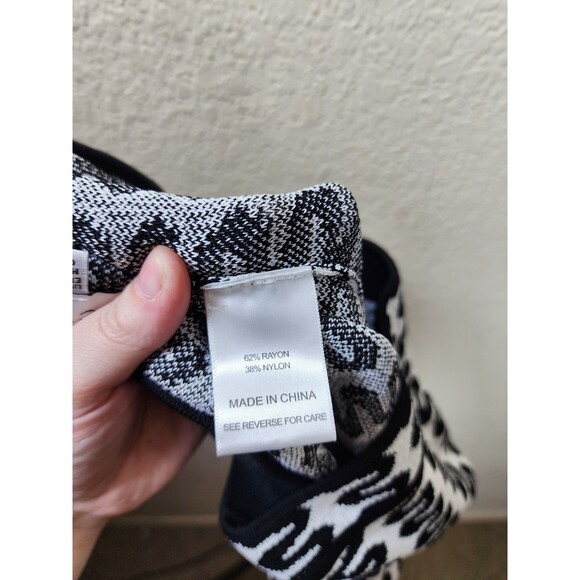 62% RAYON
38% NYLON
MADE IN CHINA
SEE REVERSE FOR CARE